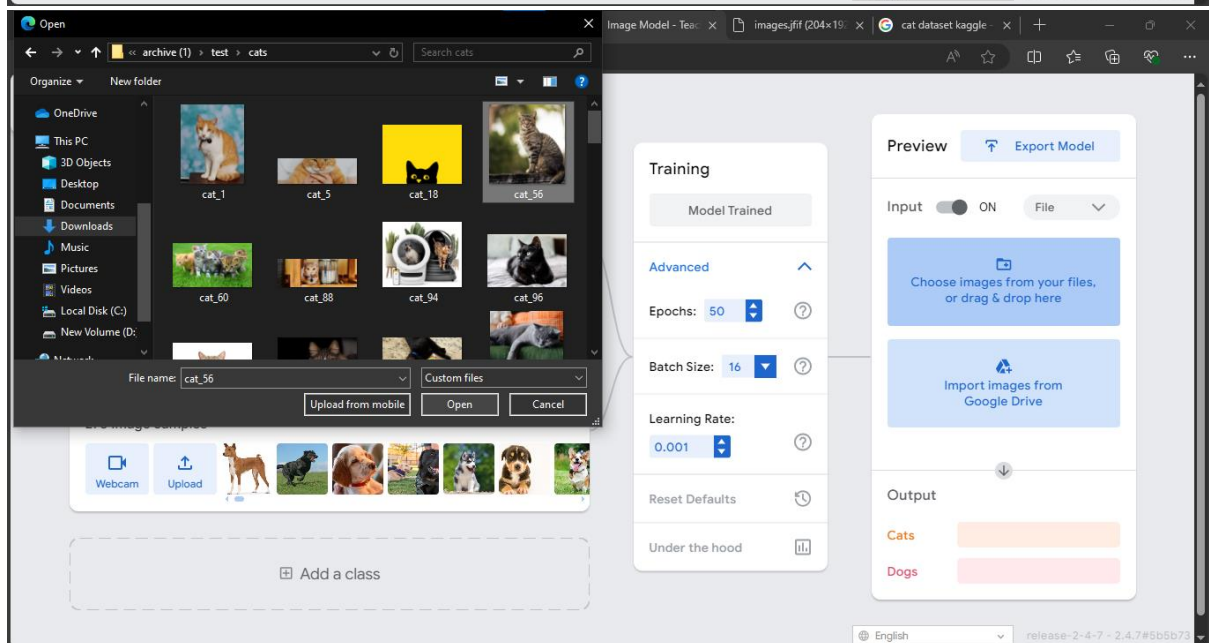 Open
Image Model - Teac
images.jfif (204×192
cat dataset kaggle -
archive (1) > test > cats
Search cats
Organize
New folder
OneDrive
This PC
3D Objects
Desktop
Documents
Downloads
Music
Pictures
Videos
Local Disk (C:)
New Volume (D:
Network
cat_1
cat_5
cat_18
cat_56
cat_60
cat_88
cat_94
cat_96
File name: cat_56
Custom files
Upload from mobile
Open
Cancel
Webcam
Upload
Add a class
Training
Model Trained
Advanced
Epochs: 50
Batch Size: 16
Learning Rate:
0.001
Reset Defaults
Under the hood
Preview
Export Model
Input ON File
Choose images from your files,
or drag & drop here
Import images from
Google Drive
Output
Cats
Dogs
English
release-2-4-7 - 2.4.7#5b5b73